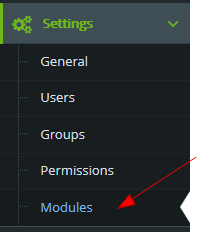 Settings
General
Users
Groups
Permissions
Modules